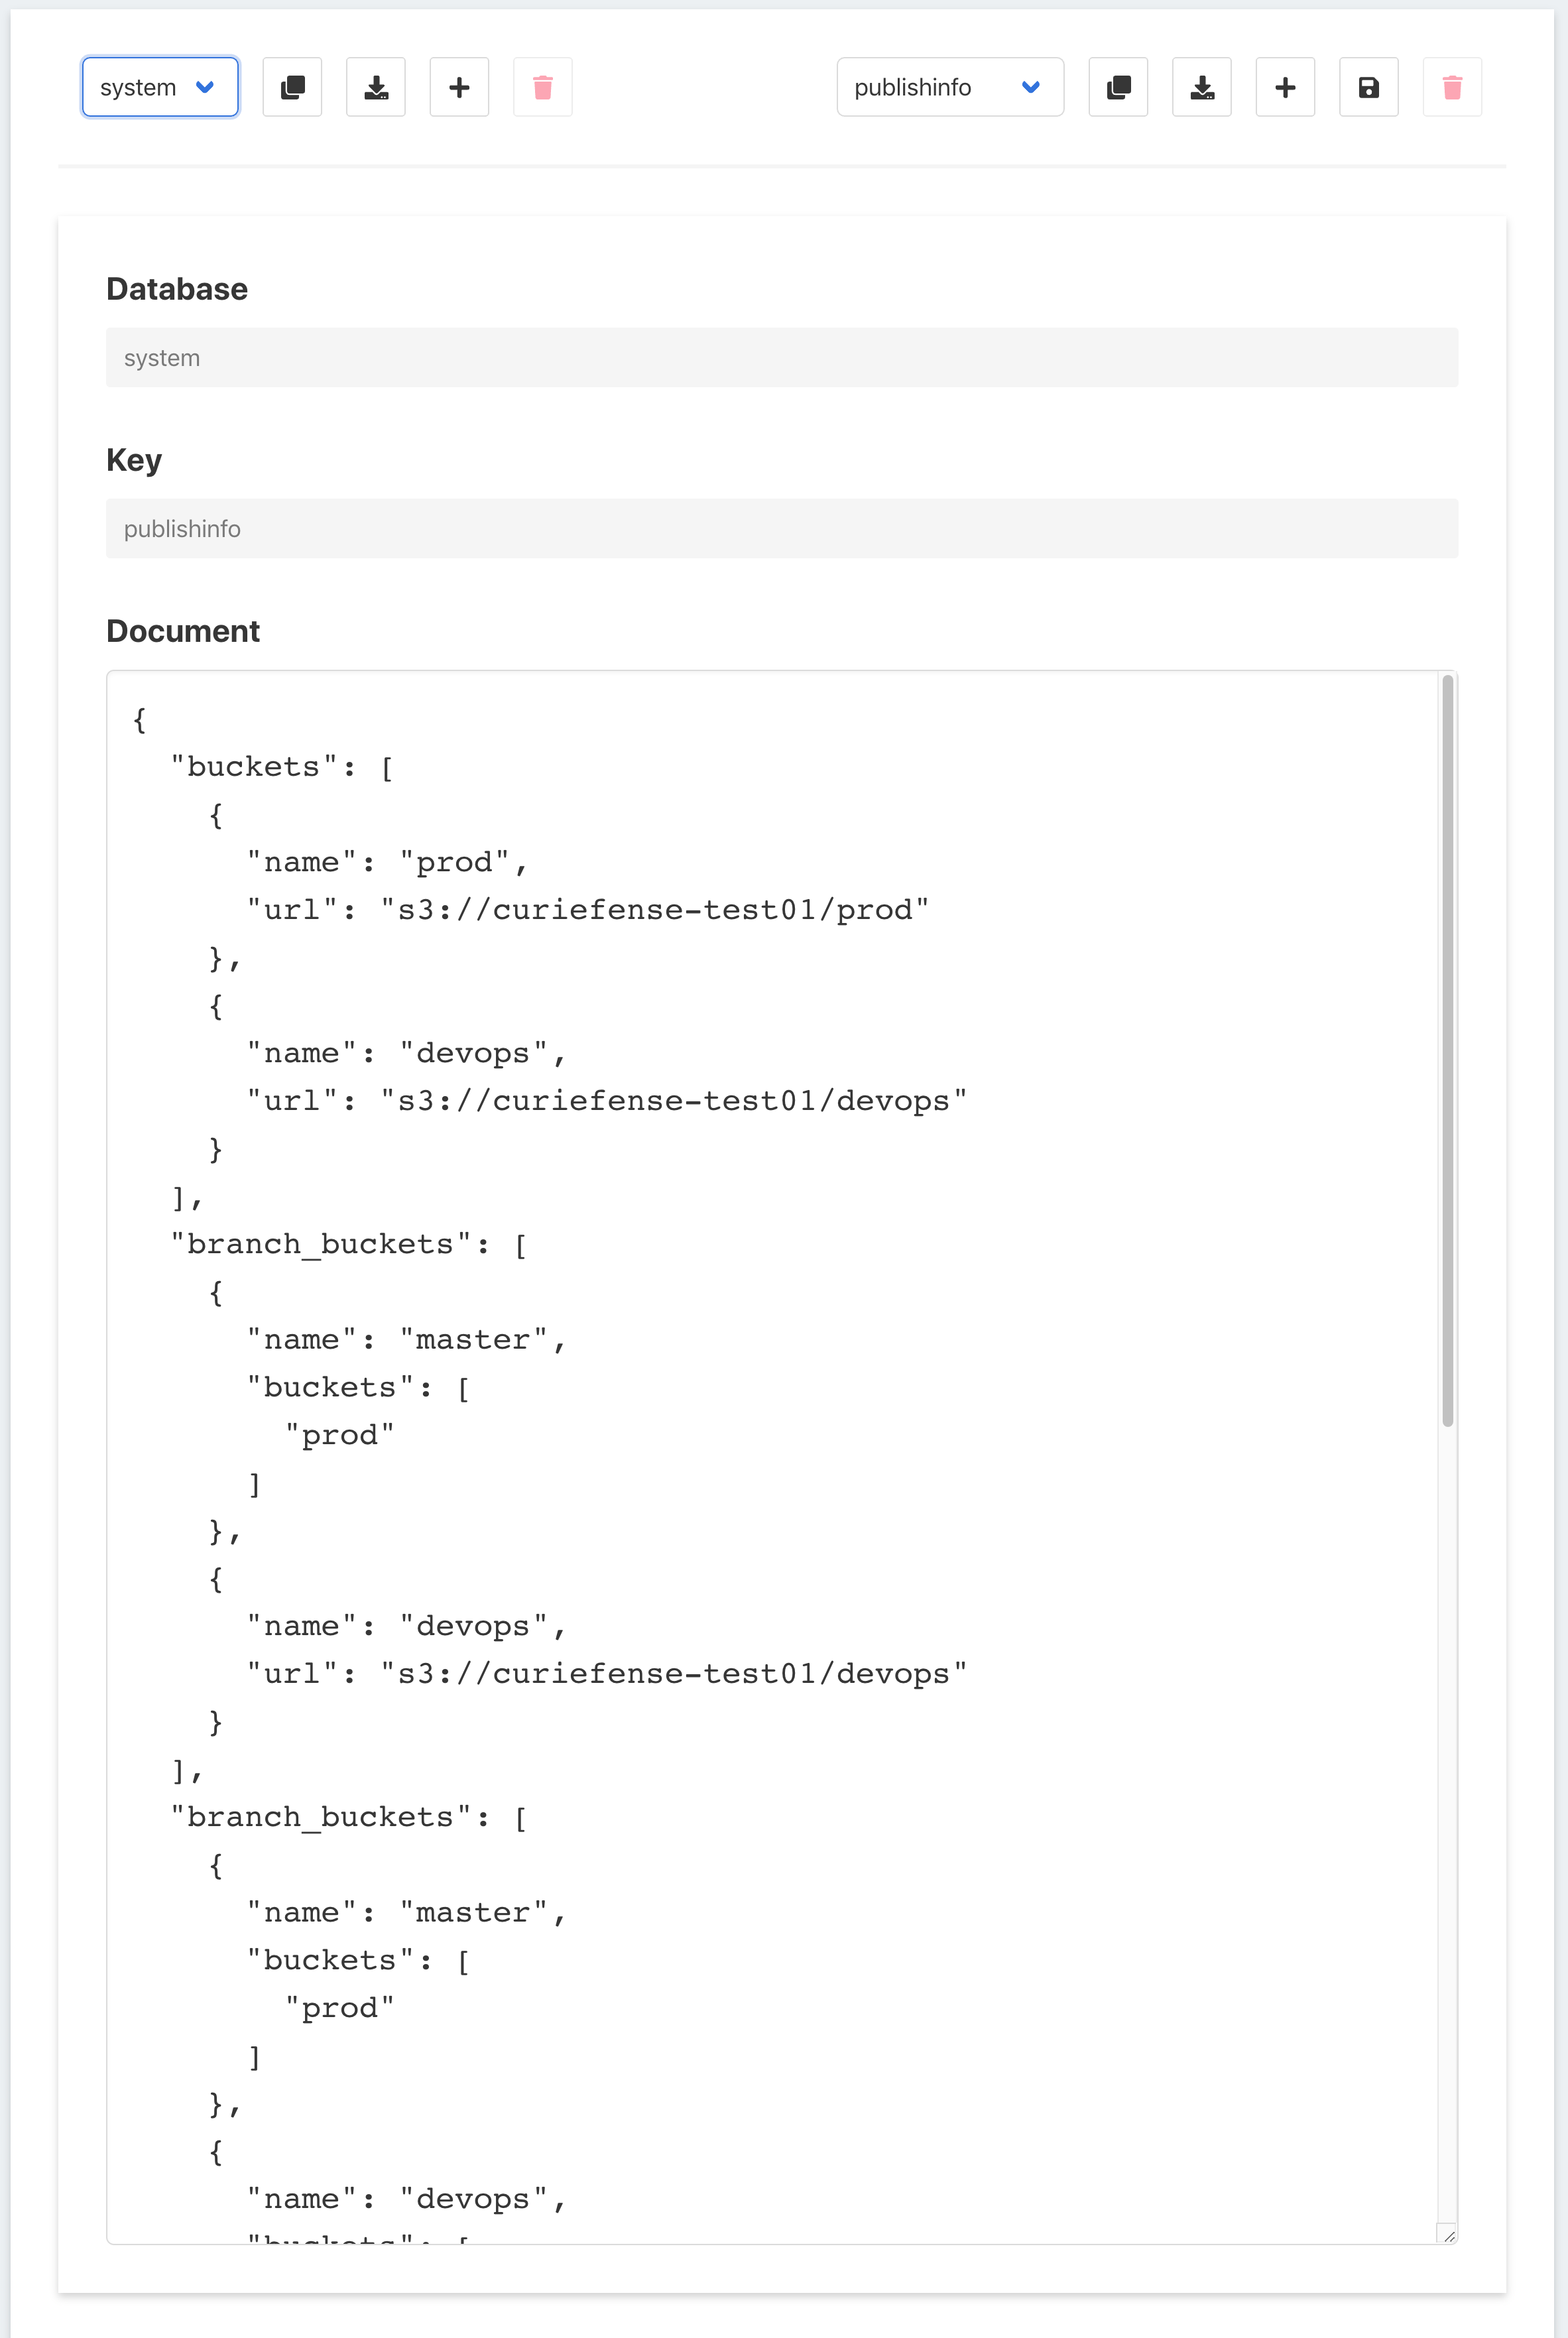 system
publishinfo
Database
system
Key
publishinfo
Document
{
  "buckets": [
    {
      "name": "prod",
      "url": "s3://curiefense-test01/prod"
    },
    {
      "name": "devops",
      "url": "s3://curiefense-test01/devops"
    }
  ],
  "branch_buckets": [
    {
      "name": "master",
      "buckets": [
        "prod"
      ]
    },
    {
      "name": "devops",
      "url": "s3://curiefense-test01/devops"
    }
  ],
  "branch_buckets": [
    {
      "name": "master",
      "buckets": [
        "prod"
      ]
    },
    {
      "name": "devops",
      "buckets": [